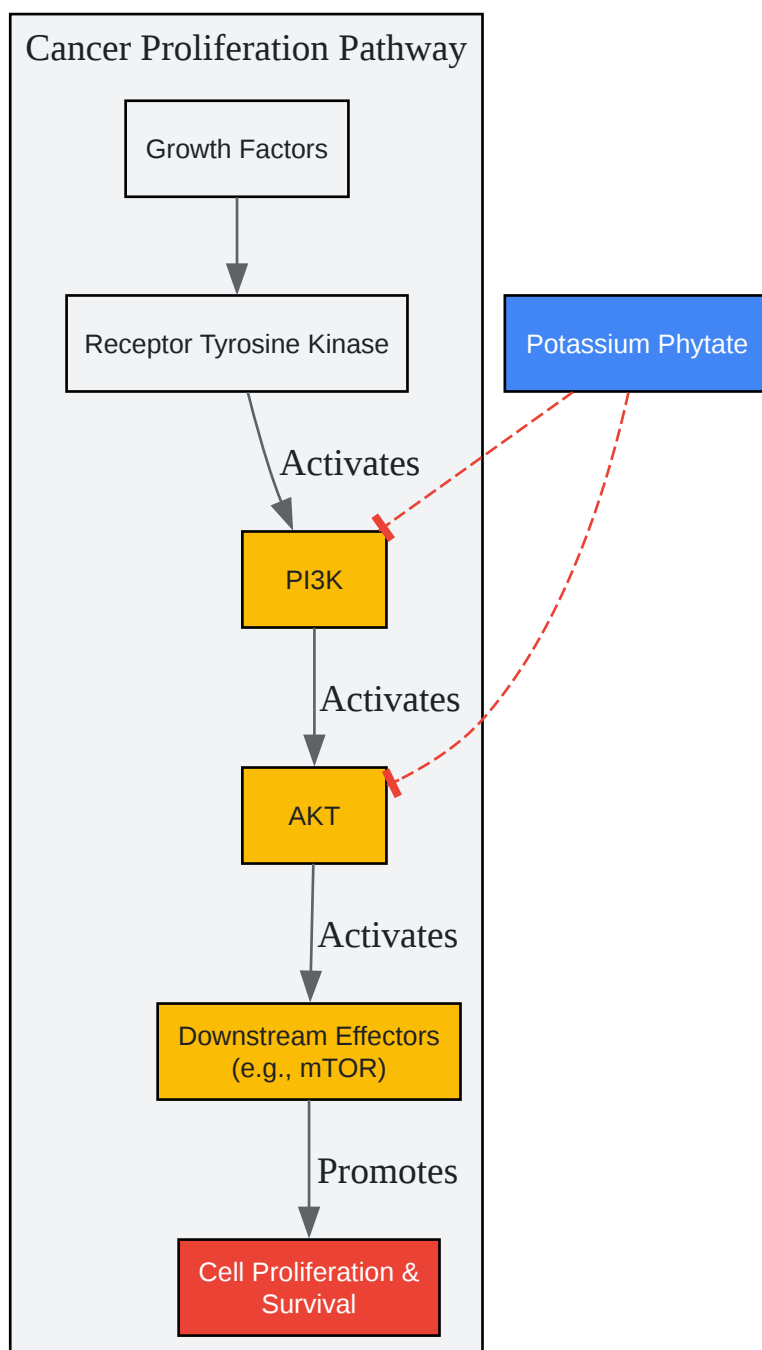 Cancer Proliferation Pathway
Growth Factors
Receptor Tyrosine Kinase
Potassium Phytate
Activates
PI3K
Activates
AKT
Activates
Downstream Effectors
(e.g., mTOR)
Promotes
Cell Proliferation &
Survival